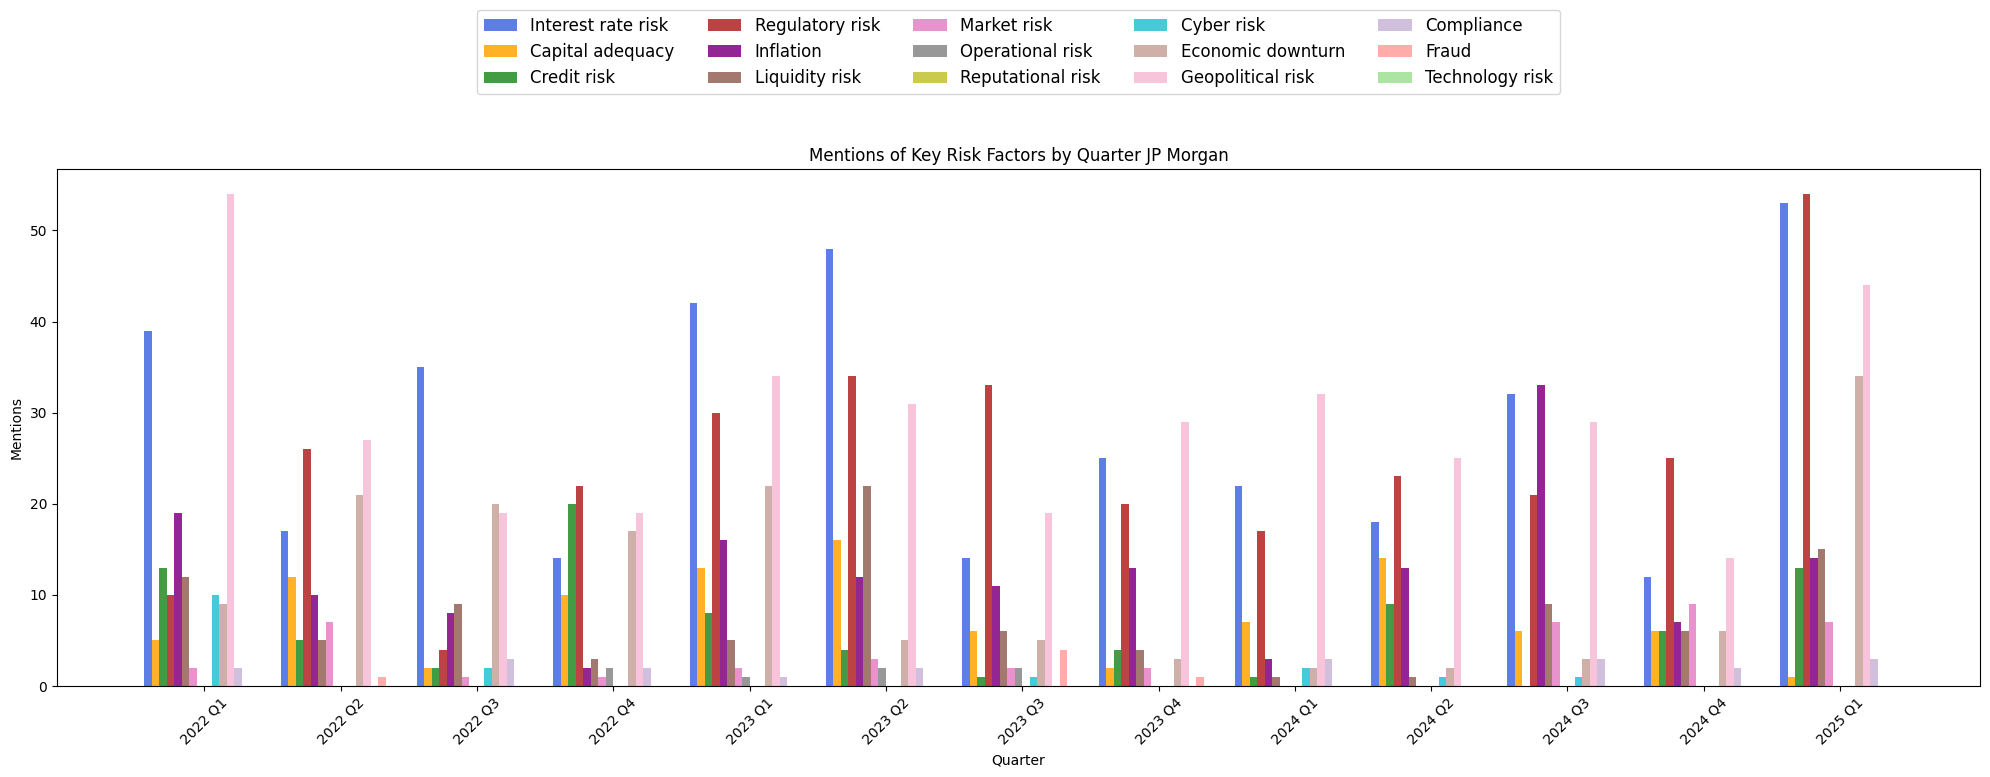 Interest rate risk Regulatory risk Market risk Cyber risk Compliance
Capital adequacy Inflation Operational risk Economic downturn Fraud
Credit risk Liquidity risk Reputational risk Geopolitical risk Technology risk
Mentions of Key Risk Factors by Quarter JP Morgan
Mentions
50
40
30
20
10
0
2022 Q1 2022 Q2 2022 Q3 2022 Q4 2023 Q1 2023 Q2 2023 Q3 2023 Q4 2024 Q1 2024 Q2 2024 Q3 2024 Q4 2025 Q1
Quarter